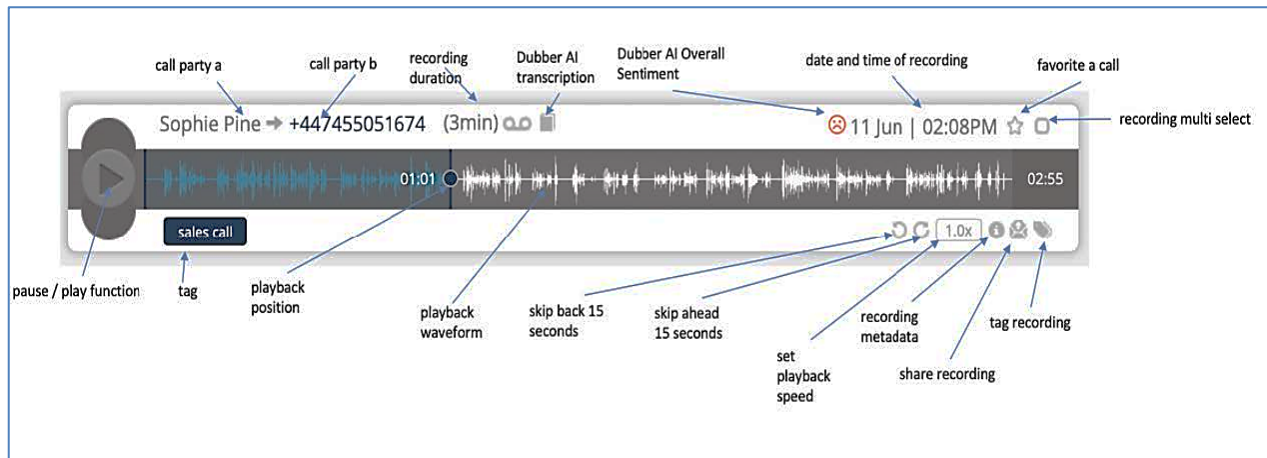 call party a
call party b
recording
duration
Dubber AI
transcription
Dubber AI Overall
Sentiment
date and time of recording
favorite a call
recording multi select
Sophie Pine
+447455051674
(3min)
11 Jun | 02:08PM
01:01
02:55
sales call
1.0x
pause / play function
tag
playback
position
playback
waveform
skip back 15
seconds
skip ahead
15 seconds
set
playback
speed
recording
metadata
share recording
tag recording